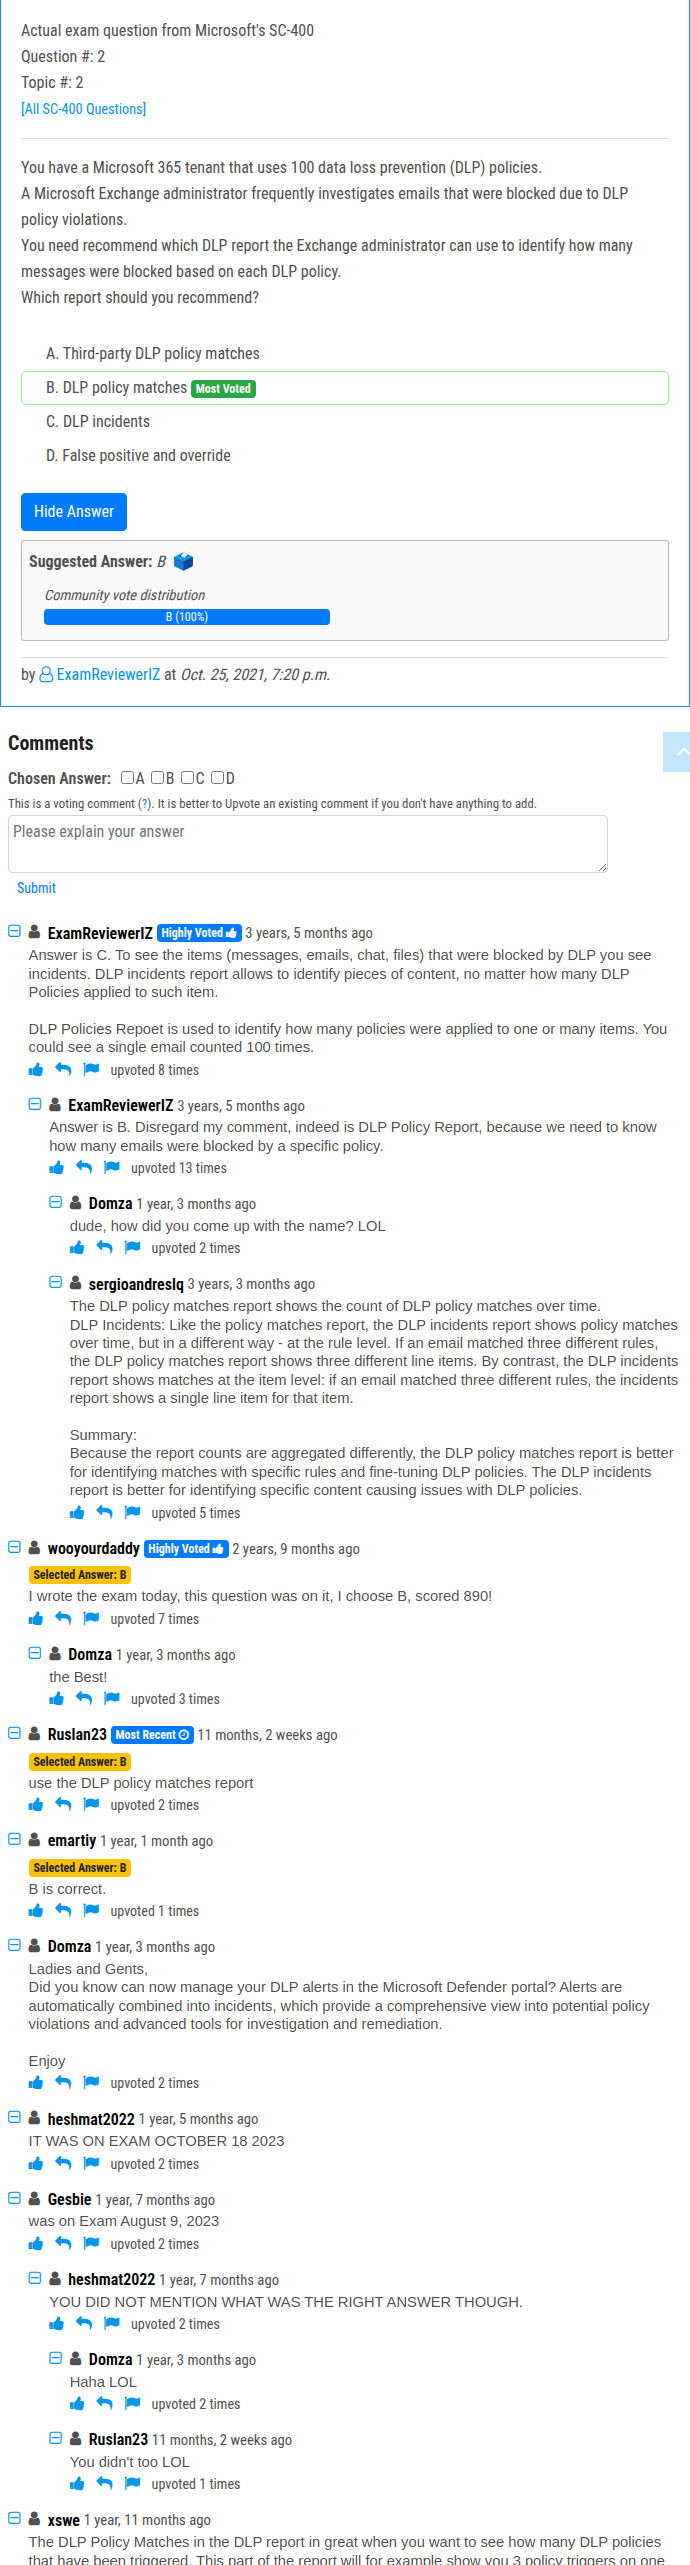 Actual exam question from Microsoft's SC-400
Question #: 2
Topic #: 2
[All SC-400 Questions]
You have a Microsoft 365 tenant that uses 100 data loss prevention (DLP) policies.
A Microsoft Exchange administrator frequently investigates emails that were blocked due to DLP
policy violations.
You need recommend which DLP report the Exchange administrator can use to identify how many
messages were blocked based on each DLP policy.
Which report should you recommend?
A. Third-party DLP policy matches
B. DLP policy matches Most Voted
C. DLP incidents
D. False positive and override
Hide Answer
Suggested Answer: B
Community vote distribution
B (100%)
by ExamReviewerIZ at Oct. 25, 2021, 7:20 p.m.
Comments
Chosen Answer: A B C D
This is a voting comment (?). It is better to Upvote an existing comment if you don't have anything to add.
Please explain your answer
Submit
ExamReviewerIZ Highly Voted 3 years, 5 months ago
Answer is C. To see the items (messages, emails, chat, files) that were blocked by DLP you see
incidents. DLP incidents report allows to identify pieces of content, no matter how many DLP
Policies applied to such item.
DLP Policies Repoet is used to identify how many policies were applied to one or many items. You
could see a single email counted 100 times.
upvoted 8 times
ExamReviewerIZ 3 years, 5 months ago
Answer is B. Disregard my comment, indeed is DLP Policy Report, because we need to know
how many emails were blocked by a specific policy.
upvoted 13 times
Domza 1 year, 3 months ago
dude, how did you come up with the name? LOL
upvoted 2 times
sergioandreslq 3 years, 3 months ago
The DLP policy matches report shows the count of DLP policy matches over time.
DLP Incidents: Like the policy matches report, the DLP incidents report shows policy matches
over time, but in a different way - at the rule level. If an email matched three different rules,
the DLP policy matches report shows three different line items. By contrast, the DLP incidents
report shows matches at the item level: if an email matched three different rules, the incidents
report shows a single line item for that item.
Summary:
Because the report counts are aggregated differently, the DLP policy matches report is better
for identifying matches with specific rules and fine-tuning DLP policies. The DLP incidents
report is better for identifying specific content causing issues with DLP policies.
upvoted 5 times
wooyourdaddy Highly Voted 2 years, 9 months ago
Selected Answer: B
I wrote the exam today, this question was on it, I choose B, scored 890!
upvoted 7 times
Domza 1 year, 3 months ago
the Best!
upvoted 3 times
Ruslan23 Most Recent 11 months, 2 weeks ago
Selected Answer: B
use the DLP policy matches report
upvoted 2 times
emartiy 1 year, 1 month ago
Selected Answer: B
B is correct.
upvoted 1 times
Domza 1 year, 3 months ago
Ladies and Gents,
Did you know can now manage your DLP alerts in the Microsoft Defender portal? Alerts are
automatically combined into incidents, which provide a comprehensive view into potential policy
violations and advanced tools for investigation and remediation.
Enjoy
upvoted 2 times
heshmat2022 1 year, 5 months ago
IT WAS ON EXAM OCTOBER 18 2023
upvoted 2 times
Gesbie 1 year, 7 months ago
was on Exam August 9, 2023
upvoted 2 times
heshmat2022 1 year, 7 months ago
YOU DID NOT MENTION WHAT WAS THE RIGHT ANSWER THOUGH.
upvoted 2 times
Domza 1 year, 3 months ago
Haha LOL
upvoted 2 times
Ruslan23 11 months, 2 weeks ago
You didn't too LOL
upvoted 1 times
xswe 1 year, 11 months ago
The DLP Policy Matches in the DLP report in great when you want to see how many DLP policies
that have been triggered. This part of the report will for example show you 3 policy triggers on one